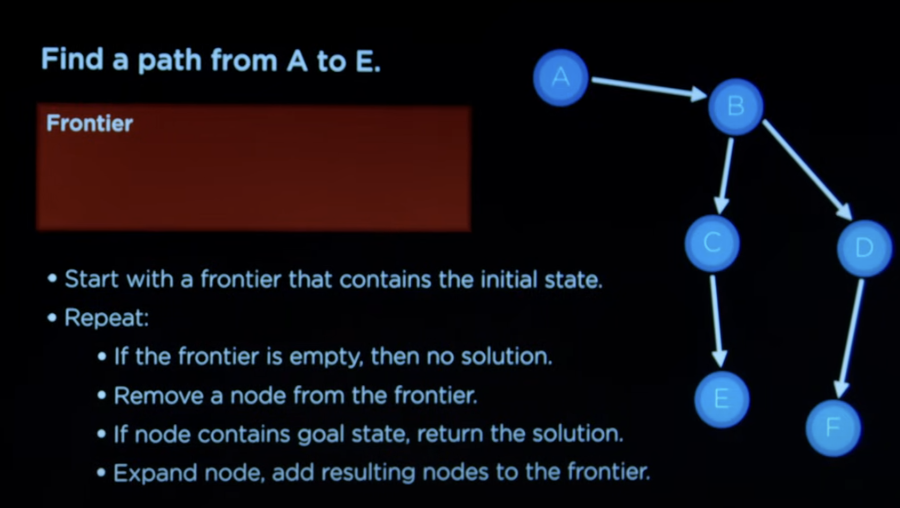 Find a path from A to E.
Frontier
• Start with a frontier that contains the initial state.
• Repeat:
• If the frontier is empty, then no solution.
• Remove a node from the frontier.
• If node contains goal state, return the solution.
• Expand node, add resulting nodes to the frontier.
A
B
C
D
E
F